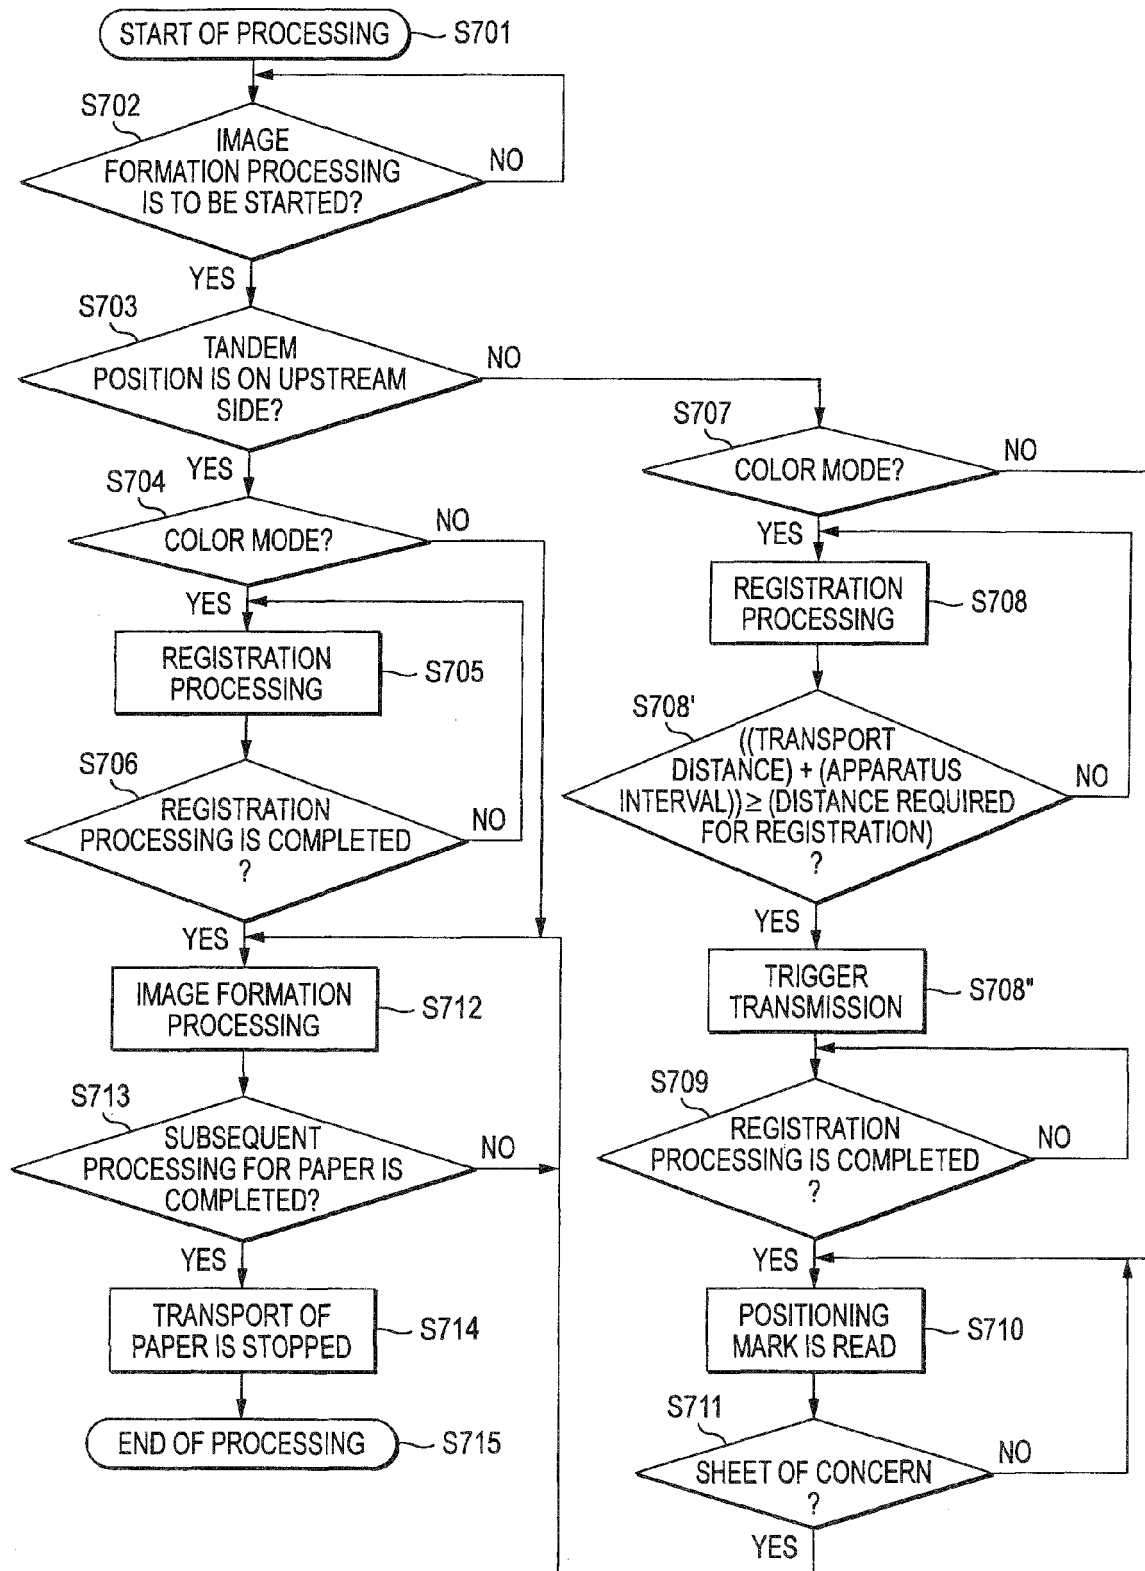 START OF PROCESSING
S701
S702
IMAGE
FORMATION PROCESSING
IS TO BE STARTED?
NO
YES
S703
TANDEM
POSITION IS ON UPSTREAM
SIDE?
NO
YES
S704
COLOR MODE?
NO
YES
REGISTRATION
PROCESSING
S705
S706
REGISTRATION
PROCESSING IS COMPLETED
?
NO
YES
IMAGE FORMATION
PROCESSING
S712
S713
SUBSEQUENT
PROCESSING FOR PAPER IS
COMPLETED?
NO
YES
TRANSPORT OF
PAPER IS STOPPED
S714
END OF PROCESSING
S715
S707
COLOR MODE?
NO
YES
REGISTRATION
PROCESSING
S708
S708'
((TRANSPORT
DISTANCE) + (APPARATUS
INTERVAL)) ≥ (DISTANCE REQUIRED
FOR REGISTRATION)
?
NO
YES
TRIGGER
TRANSMISSION
S708"
S709
REGISTRATION
PROCESSING IS COMPLETED
?
NO
YES
POSITIONING
MARK IS READ
S710
S711
SHEET OF CONCERN
?
NO
YES